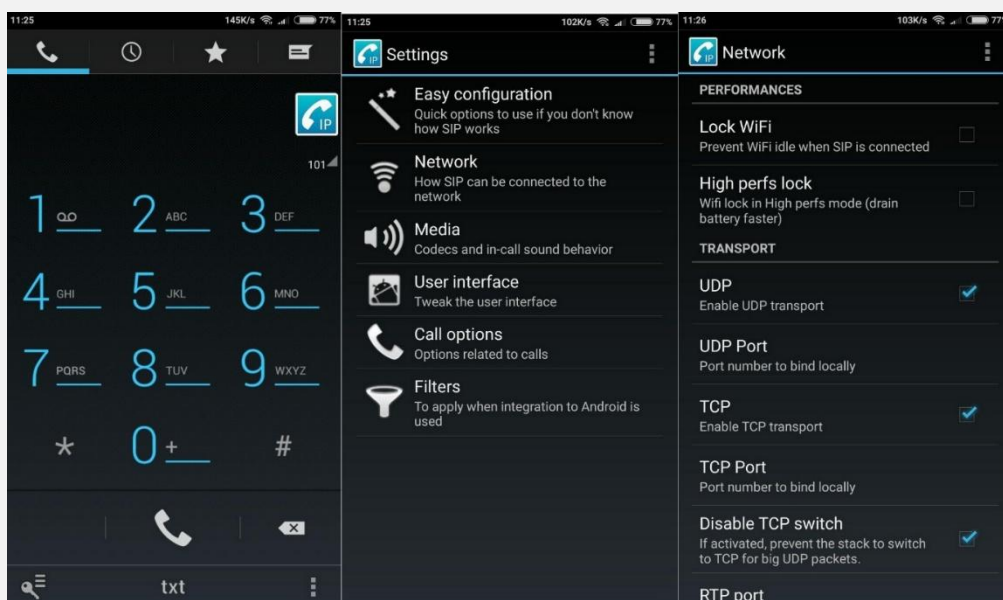 11:25
145K/s 77%
IP
101
1
2 ABC
3 DEF
4 GHI
5 JKL
6 MNO
7 PQRS
8 TUV
9 WXYZ
*
0 +
#
txt
11:25
102K/s 77%
IP
Settings
Easy configuration
Quick options to use if you don't know
how SIP works
Network
How SIP can be connected to the
network
Media
Codecs and in-call sound behavior
User interface
Tweak the user interface
Call options
Options related to calls
Filters
To apply when integration to Android is
used
11:26
103K/s 77%
IP
Network
PERFORMANCES
Lock WiFi
Prevent WiFi idle when SIP is connected
High perfs lock
Wifi lock in High perfs mode (drain
battery faster)
TRANSPORT
UDP
Enable UDP transport
UDP Port
Port number to bind locally
TCP
Enable TCP transport
TCP Port
Port number to bind locally
Disable TCP switch
If activated, prevent the stack to switch
to TCP for big UDP packets.
RTP port